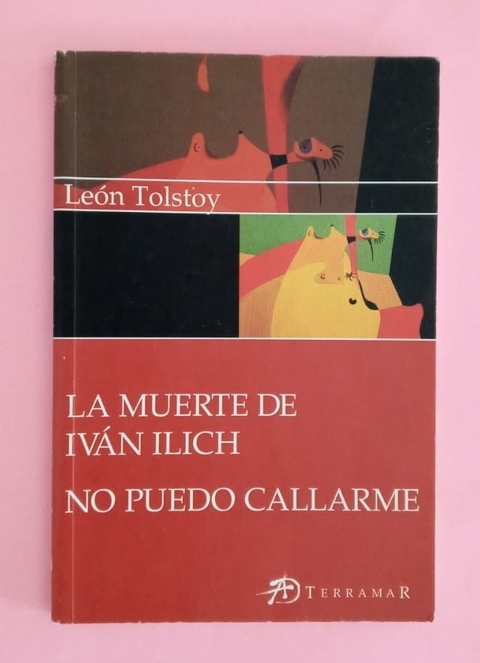 León Tolstoy
LA MUERTE DE
IVÁN ILICH
NO PUEDO CALLARME
TERRAMAR